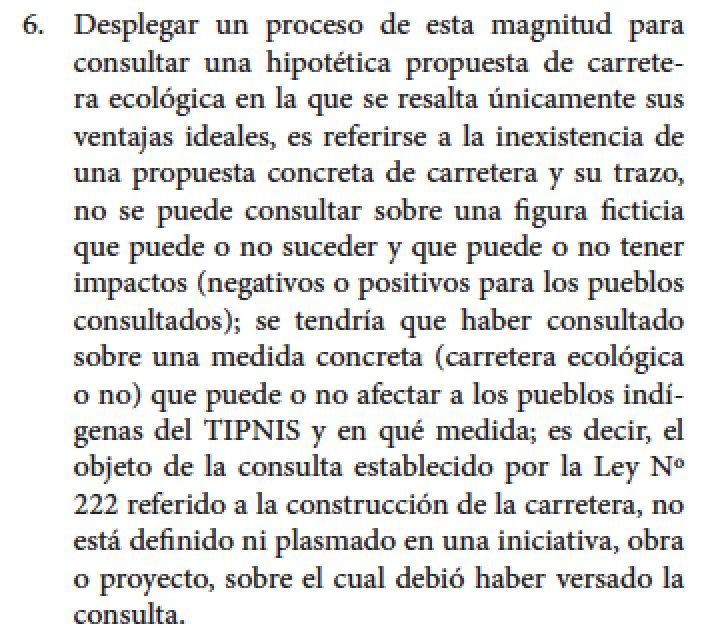 6. Desplegar un proceso de esta magnitud para
consultar una hipotética propuesta de carrete-
ra ecológica en la que se resalta únicamente sus
ventajas ideales, es referirse a la inexistencia de
una propuesta concreta de carretera y su trazo,
no se puede consultar sobre una figura ficticia
que puede o no suceder y que puede o no tener
impactos (negativos o positivos para los pueblos
consultados); se tendría que haber consultado
sobre una medida concreta (carretera ecológica
o no) que puede o no afectar a los pueblos indí-
genas del TIPNIS y en qué medida; es decir, el
objeto de la consulta establecido por la Ley Nº
222 referido a la construcción de la carretera, no
está definido ni plasmado en una iniciativa, obra
o proyecto, sobre el cual debió haber versado la
consulta.